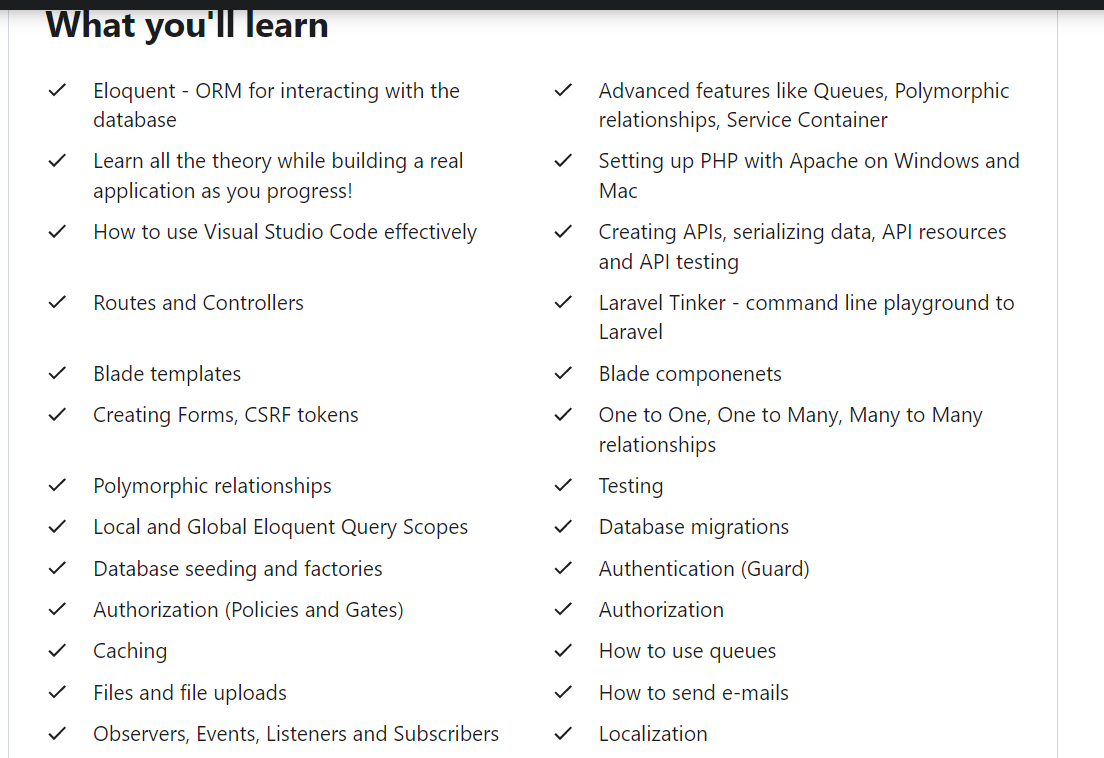 What you'll learn
Eloquent - ORM for interacting with the
database
Advanced features like Queues, Polymorphic
relationships, Service Container
Learn all the theory while building a real
application as you progress!
Setting up PHP with Apache on Windows and
Mac
How to use Visual Studio Code effectively
Creating APIs, serializing data, API resources
and API testing
Routes and Controllers
Laravel Tinker - command line playground to
Laravel
Blade templates
Blade componenets
Creating Forms, CSRF tokens
One to One, One to Many, Many to Many
relationships
Polymorphic relationships
Testing
Local and Global Eloquent Query Scopes
Database migrations
Database seeding and factories
Authentication (Guard)
Authorization (Policies and Gates)
Authorization
Caching
How to use queues
Files and file uploads
How to send e-mails
Observers, Events, Listeners and Subscribers
Localization